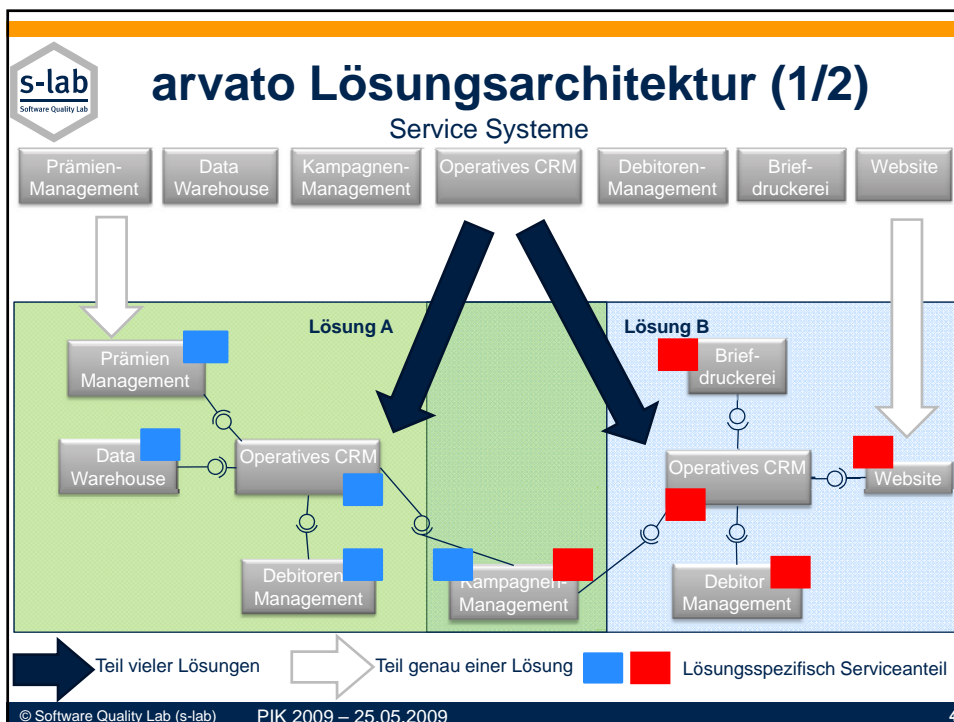 s-lab
Software Quality Lab
arvato Lösungsarchitektur (1/2)
Service Systeme
Prämien-
Management
Data
Warehouse
Kampagnen-
Management
Operatives CRM
Debitoren-
Management
Brief-
druckerei
Website
Lösung A
Lösung B
Prämien
Management
Brief-
druckerei
Data
Warehouse
Operatives CRM
Operatives CRM
Website
Debitoren
Management
Kampagnen-
Management
Debitor
Management
Teil vieler Lösungen
Teil genau einer Lösung
Lösungsspezifisch Serviceanteil
© Software Quality Lab (s-lab)
PIK 2009 – 25.05.2009
4